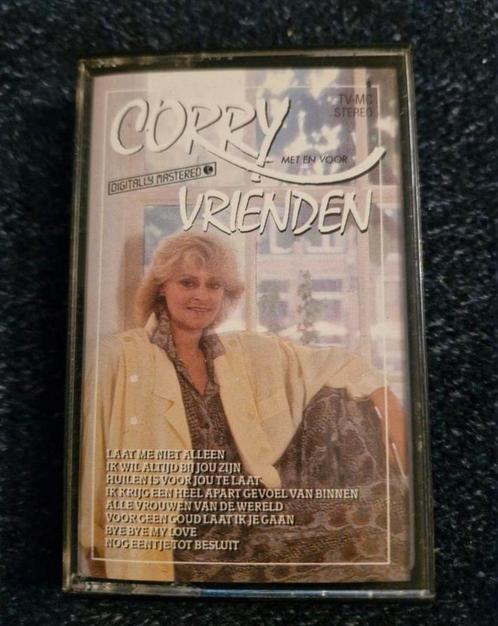 CORRY
TV-MC
STEREO
MET EN VOOR
DIGITALLY MASTERED
VRIENDEN
LAAT ME NIET ALLEEN
IK WIL ALTIJD BIJ JOU ZIJN
HUILEN IS VOOR JOU TE LAAT
IK KRIJG EEN HEEL APART GEVOEL VAN BINNEN
ALLE VROUWEN VAN DE WERELD
VOOR GEEN GOUD LAAT IK JE GAAN
BYE BYE MY LOVE
NOG EENTJE TOT BESLUIT